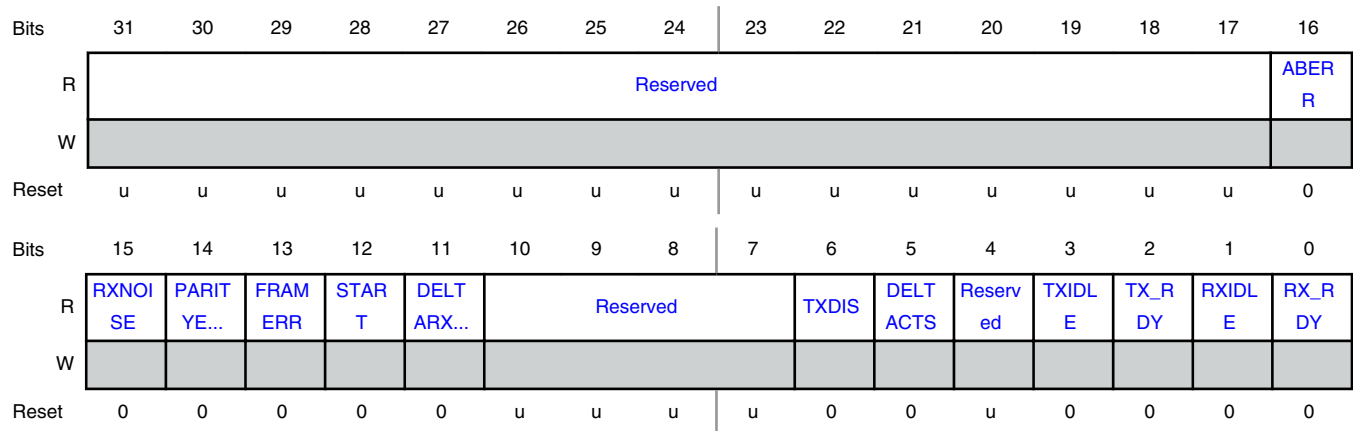 Bits 31 30 29 28 27 26 25 24 23 22 21 20 19 18 17 16
R Reserved ABER
R
W
Reset u u u u u u u u u u u u u u u 0
Bits 15 14 13 12 11 10 9 8 7 6 5 4 3 2 1 0
R RXNOI PARIT FRAM STAR DELT Reserved TXDIS DELT Reserv TXIDL TX_R RXIDL RX_R
SE YE... ERR T ARX... ACTS ed E DY E DY
W
Reset 0 0 0 0 0 u u u u 0 0 u 0 0 0 0